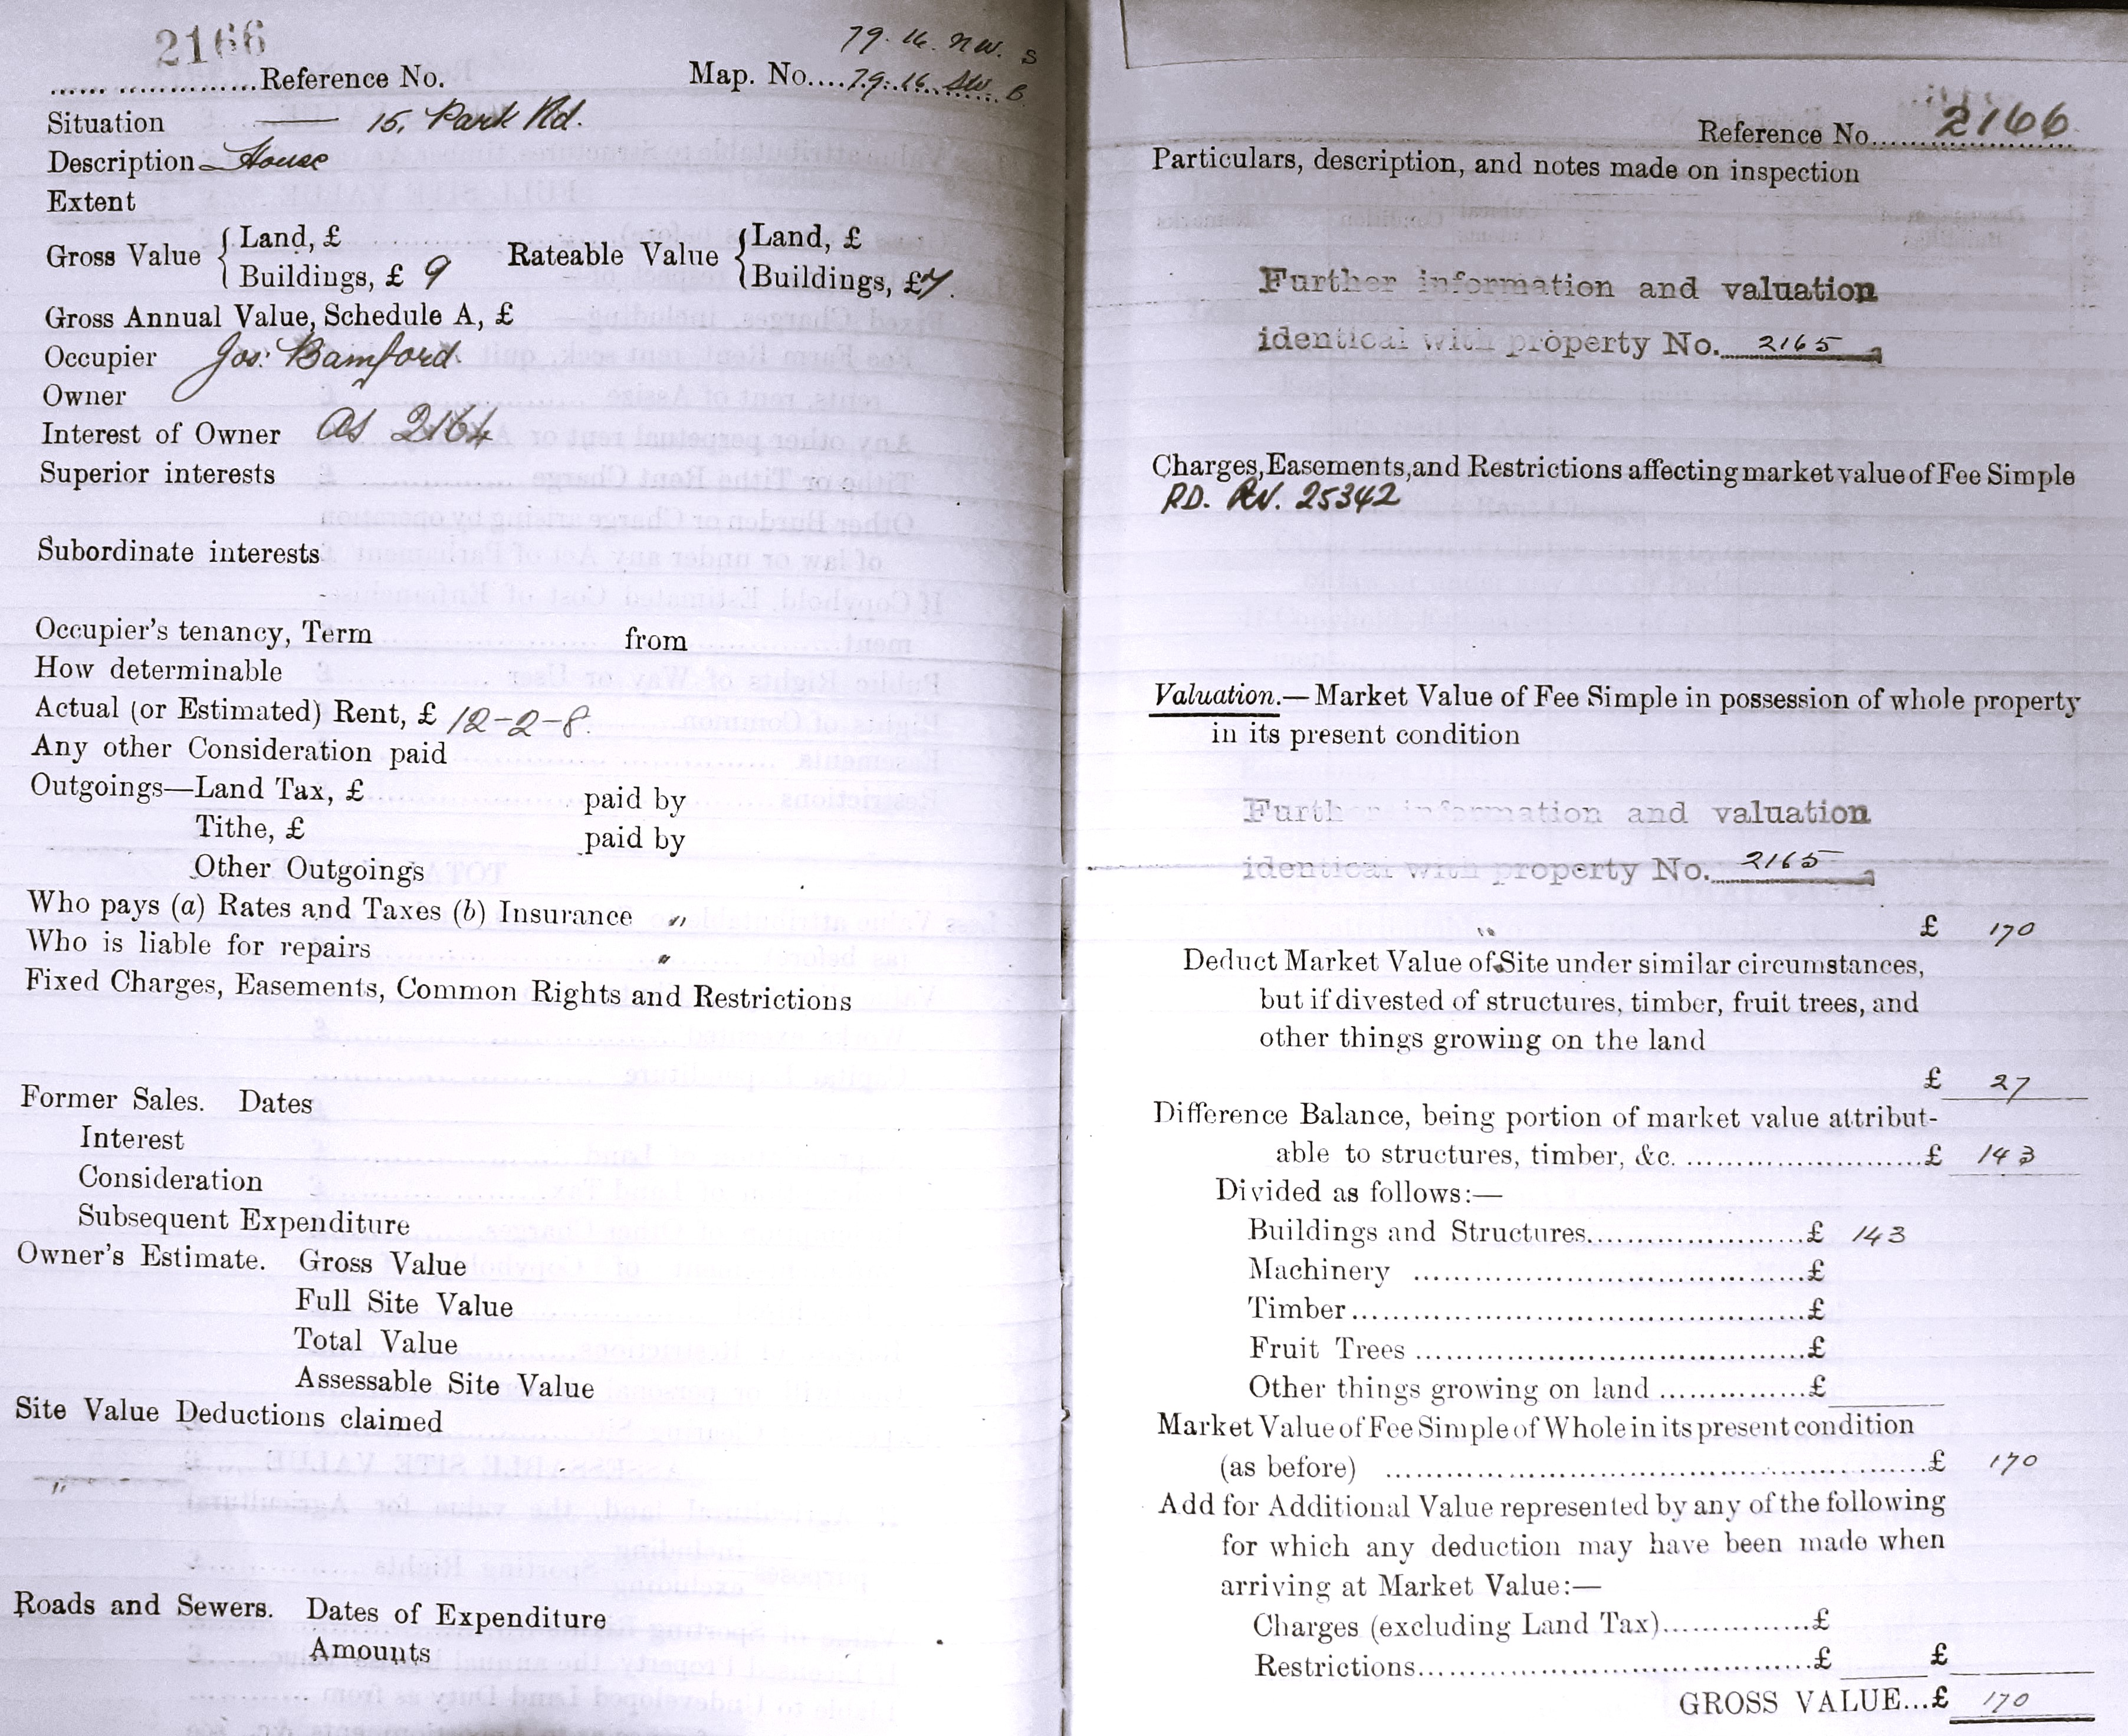 2166
...... ..............Reference No.
79. 16. NW. S
Map. No....79..16...SW... B.
Situation —— 15, Park Rd.
Description House
Extent
Gross Value { Land, £
Buildings, £ 9
Rateable Value { Land, £
Buildings, £ 7.
Gross Annual Value, Schedule A, £
Occupier Jos: Bamford.
Owner
Interest of Owner as 2164
Superior interests
Subordinate interests
Occupier's tenancy, Term from
How determinable
Actual (or Estimated) Rent, £ 12-2-8.
Any other Consideration paid
Outgoings—Land Tax, £ paid by
Tithe, £ paid by
Other Outgoings
Who pays (a) Rates and Taxes (b) Insurance "
Who is liable for repairs "
Fixed Charges, Easements, Common Rights and Restrictions
Former Sales. Dates
Interest
Consideration
Subsequent Expenditure
Owner's Estimate. Gross Value
Full Site Value
Total Value
Assessable Site Value
Site Value Deductions claimed
Roads and Sewers. Dates of Expenditure
Amounts
Reference No. 2166
Particulars, description, and notes made on inspection
Further information and valuation
identical with property No. 2165
Charges, Easements, and Restrictions affecting market value of Fee Simple
RD. RV. 25342
Valuation.—Market Value of Fee Simple in possession of whole property
in its present condition
Further information and valuation
identical with property No. 2165
£ 170
Deduct Market Value of Site under similar circumstances,
but if divested of structures, timber, fruit trees, and
other things growing on the land
£ 27
Difference Balance, being portion of market value attribut-
able to structures, timber, &c. ..............................£ 143
Divided as follows:—
Buildings and Structures...........................£ 143
Machinery ................................................£
Timber.......................................................£
Fruit Trees ................................................£
Other things growing on land ....................£
Market Value of Fee Simple of Whole in its present condition
(as before) ..................................................................£ 170
Add for Additional Value represented by any of the following
for which any deduction may have been made when
arriving at Market Value:—
Charges (excluding Land Tax)..................£
Restrictions................................................£ £
GROSS VALUE...£ 170